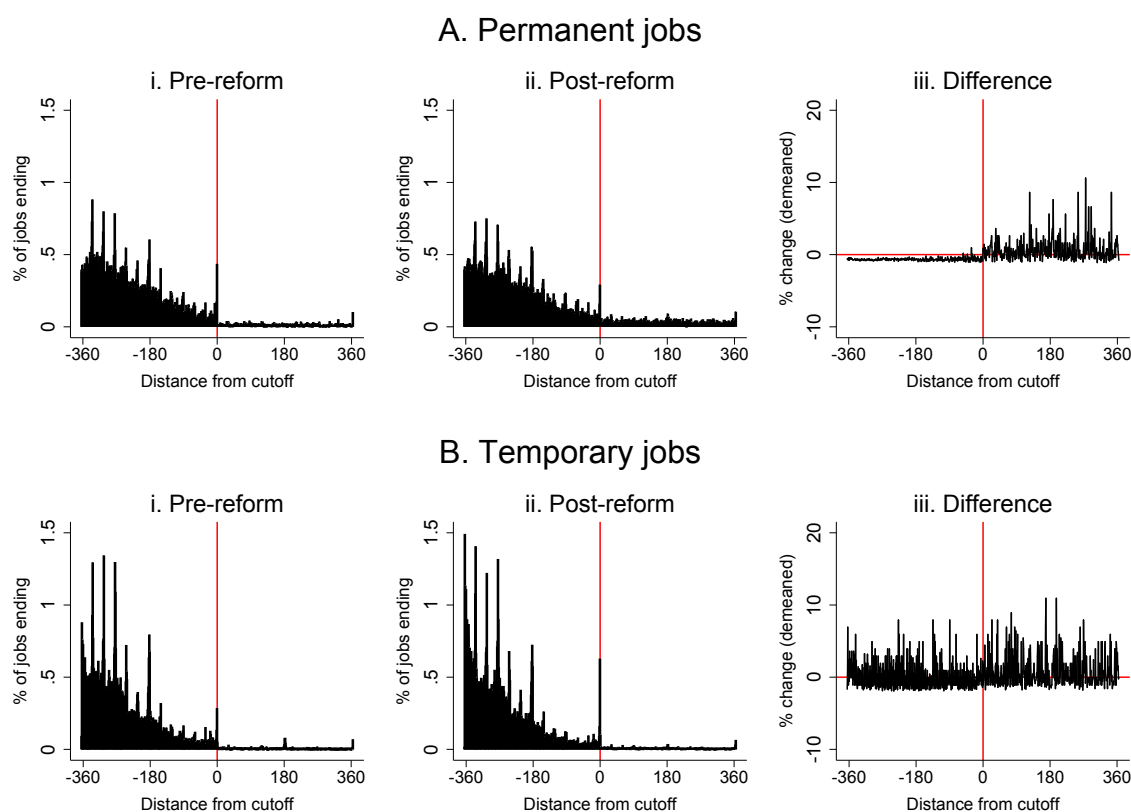 A. Permanent jobs
i. Pre-reform
ii. Post-reform
iii. Difference
% of jobs ending
0 .5 1 1.5
-360 -180 0 180 360
Distance from cutoff
% of jobs ending
0 .5 1 1.5
-360 -180 0 180 360
Distance from cutoff
% change (demeaned)
-10 0 10 20
-360 -180 0 180 360
Distance from cutoff
B. Temporary jobs
i. Pre-reform
ii. Post-reform
iii. Difference
% of jobs ending
0 .5 1 1.5
-360 -180 0 180 360
Distance from cutoff
% of jobs ending
0 .5 1 1.5
-360 -180 0 180 360
Distance from cutoff
% change (demeaned)
-10 0 10 20
-360 -180 0 180 360
Distance from cutoff